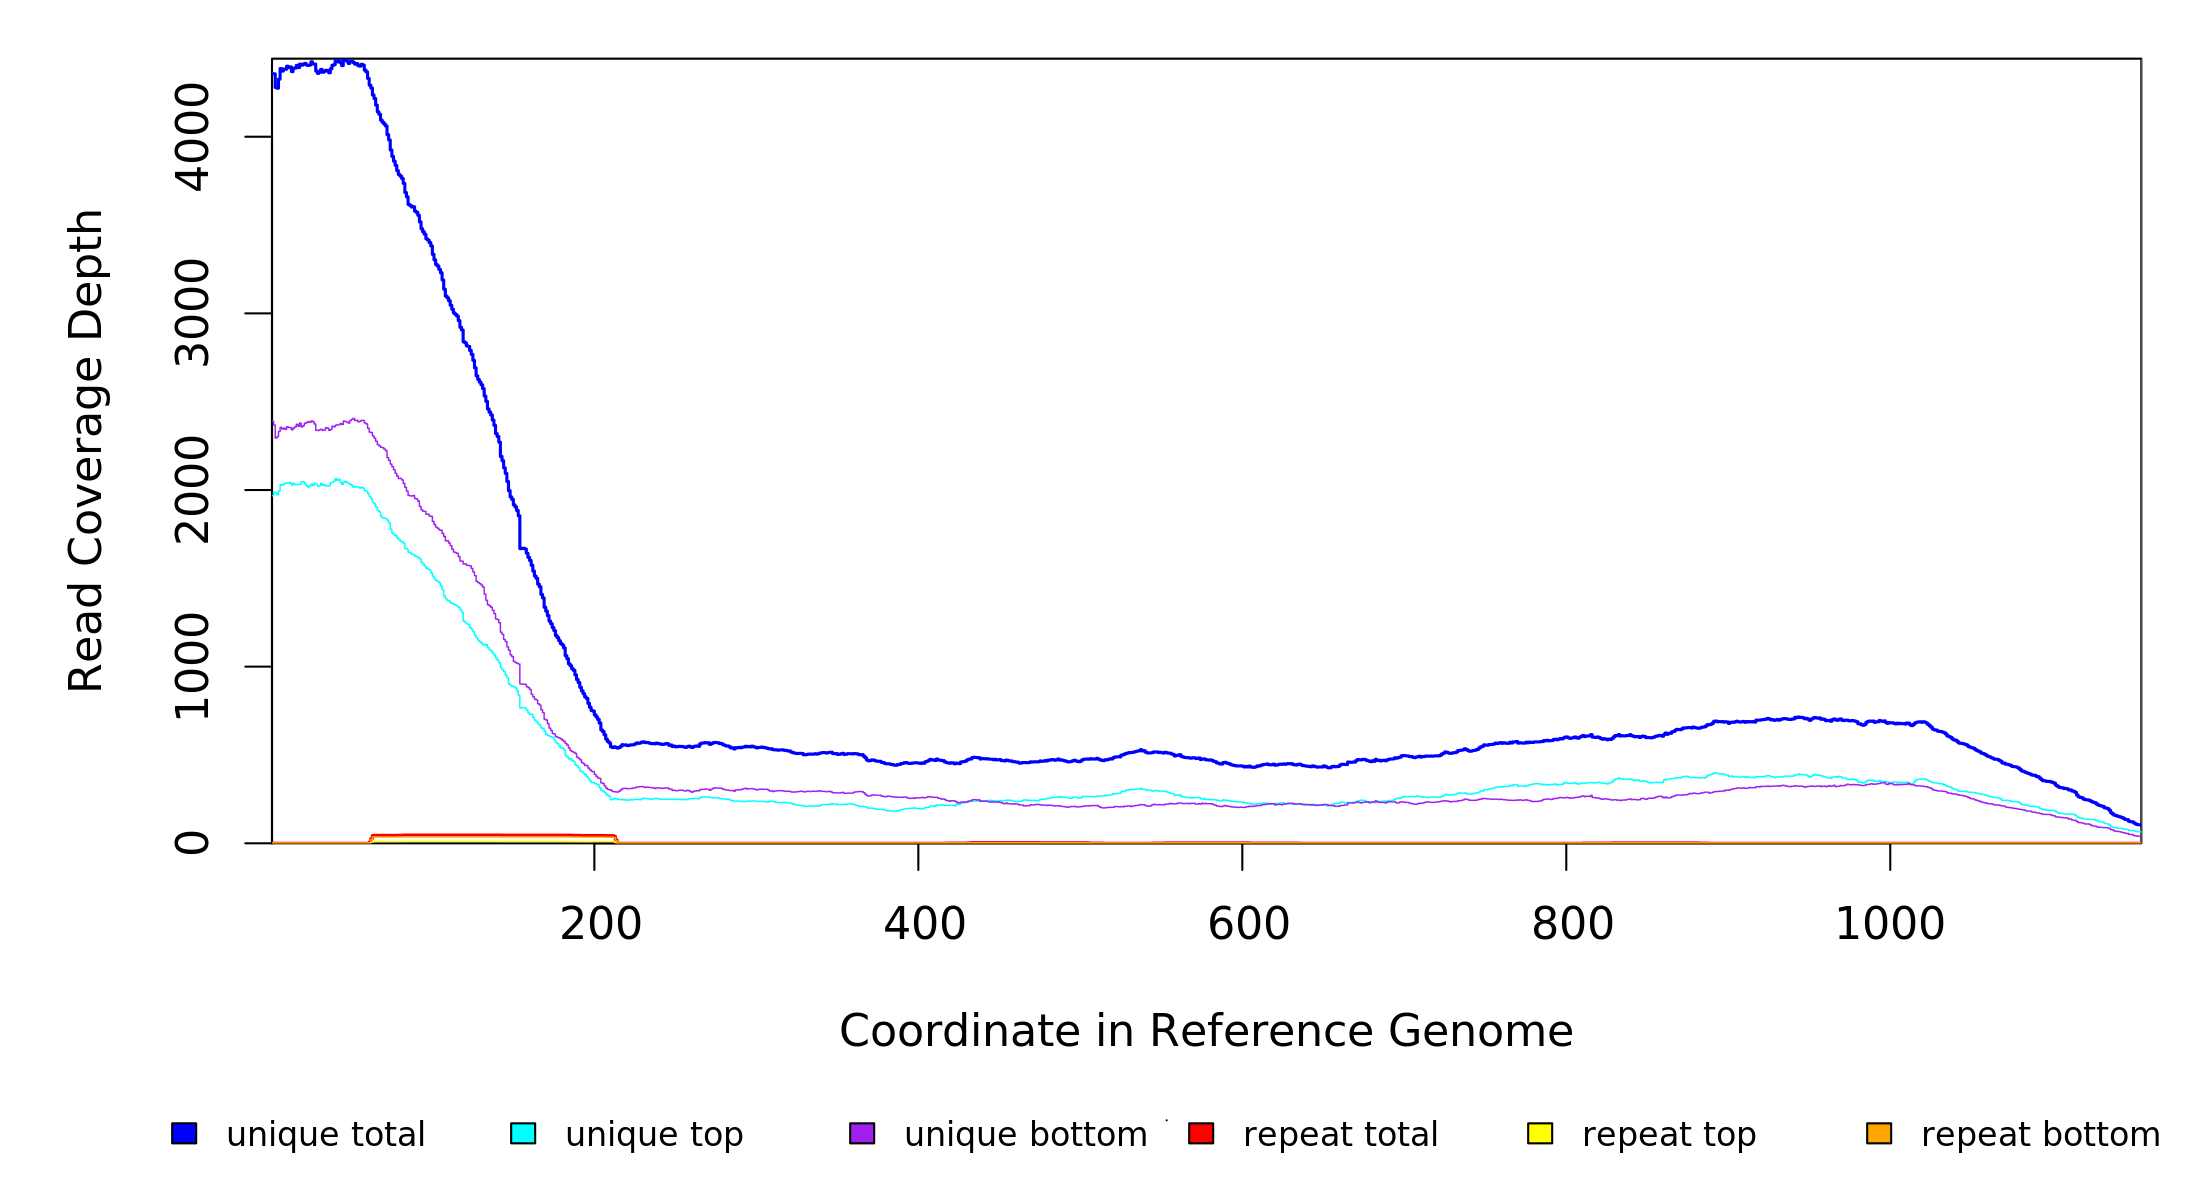 Read Coverage Depth
4000
3000
2000
1000
0
200 400 600 800 1000
Coordinate in Reference Genome
unique total unique top unique bottom repeat total repeat top repeat bottom